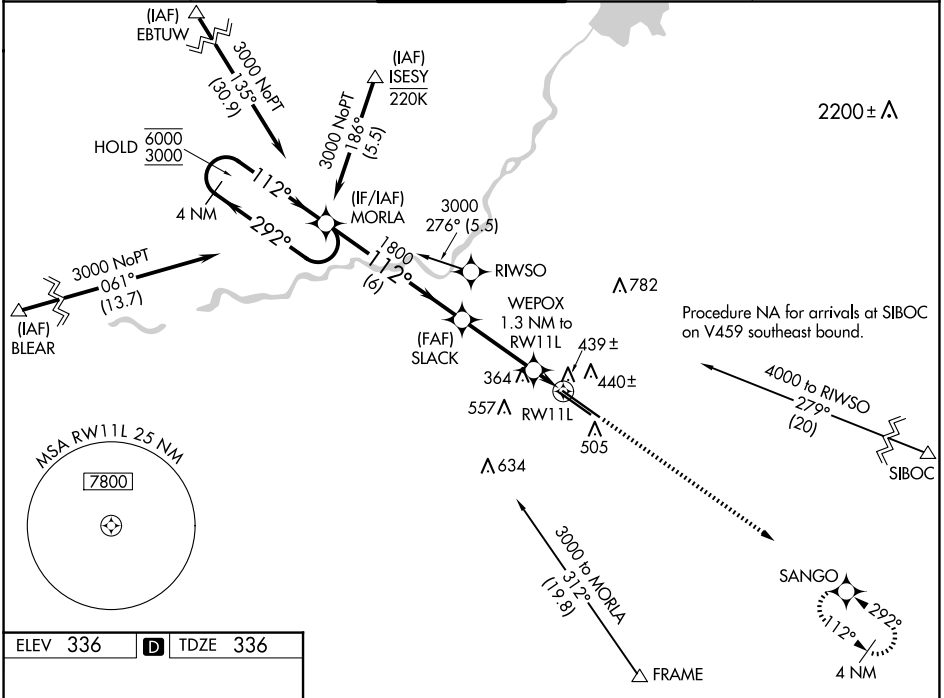 (IAF)
EBTUW
3000 NoPT
135°
(30.9)
(IAF)
ISESY
220K
3000 NoPT
186°
(5.5)
2200 ±
HOLD 6000
3000
112°
4 NM
292°
(IF/IAF)
MORLA
3000
276° (5.5)
1800
112°
(6)
RIWSO
3000 NoPT
061°
(13.7)
(IAF)
BLEAR
782
WEPOX
1.3 NM to
RW11L
(FAF)
SLACK
Procedure NA for arrivals at SIBOC
on V459 southeast bound.
439 ±
364
440±
557
RW11L
505
4000 to RIWSO
279°
(20)
SIBOC
634
MSA RW11L 25 NM
7800
3000 to MORLA
312°
(19.8)
FRAME
SANGO
292°
112°
4 NM
ELEV 336 D TDZE 336